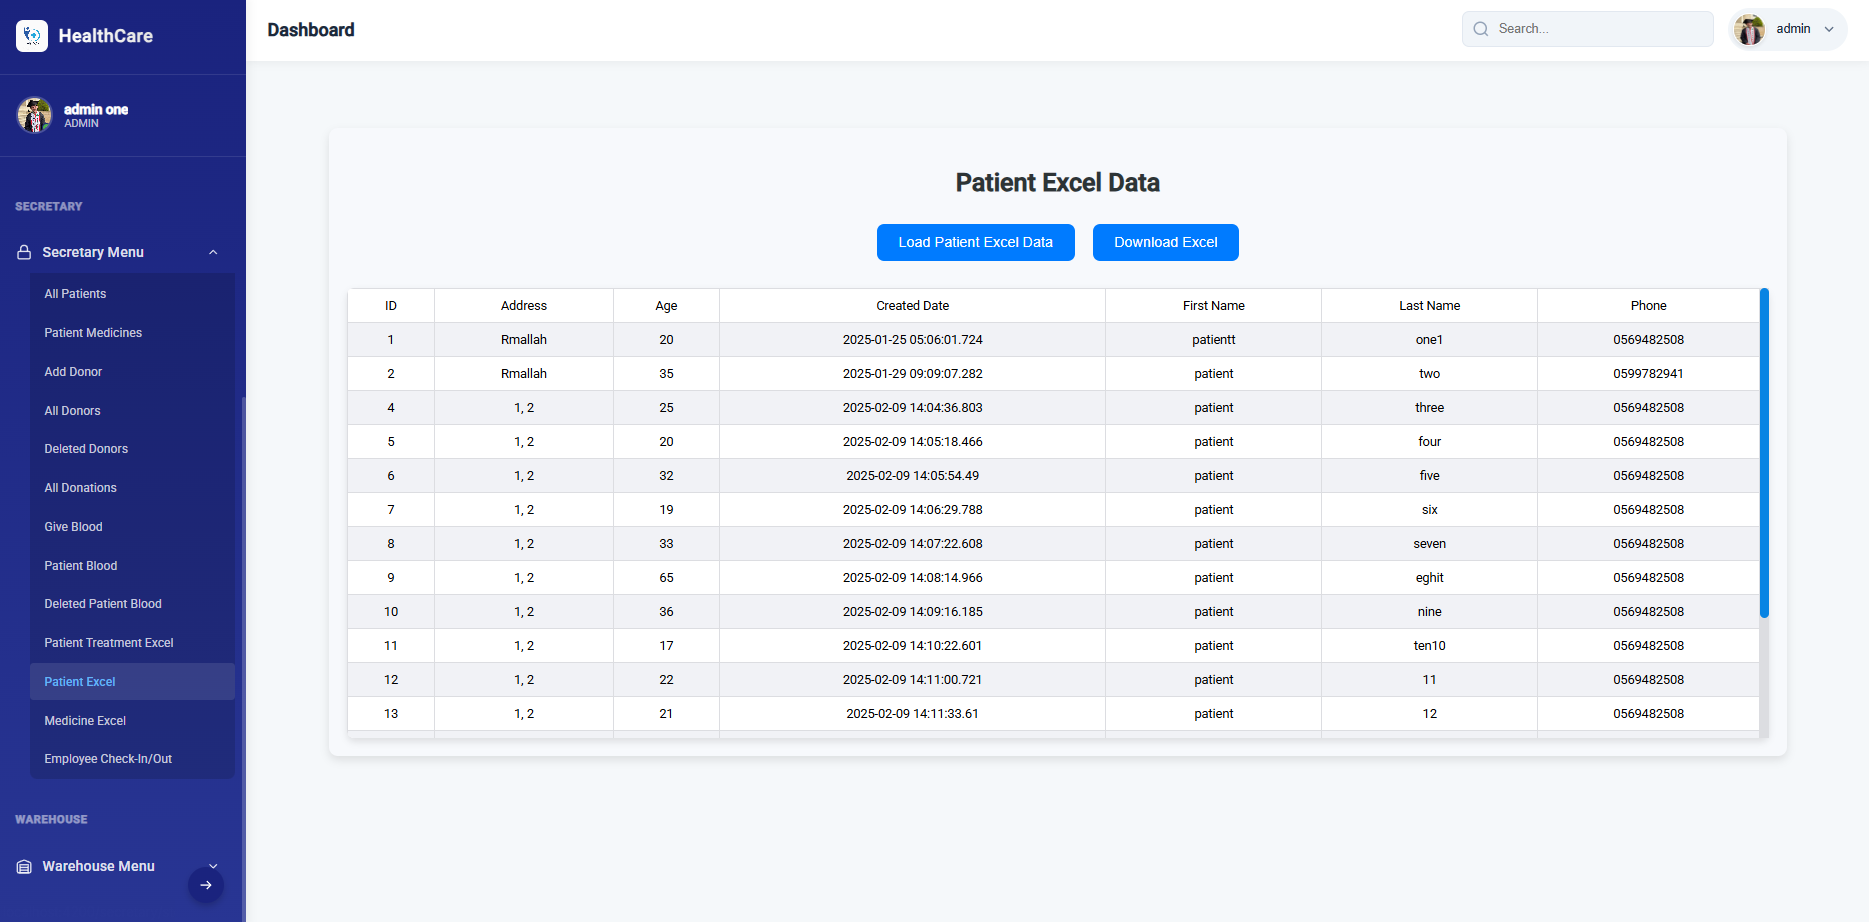 HealthCare
admin one
ADMIN
SECRETARY
Secretary Menu
All Patients
Patient Medicines
Add Donor
All Donors
Deleted Donors
All Donations
Give Blood
Patient Blood
Deleted Patient Blood
Patient Treatment Excel
Patient Excel
Medicine Excel
Employee Check-In/Out
WAREHOUSE
Warehouse Menu
Dashboard
Search...
admin
Patient Excel Data
Load Patient Excel Data Download Excel
ID Address Age Created Date First Name Last Name Phone
1 Rmallah 20 2025-01-25 05:06:01.724 patientt one1 0569482508
2 Rmallah 35 2025-01-29 09:09:07.282 patient two 0599782941
4 1, 2 25 2025-02-09 14:04:36.803 patient three 0569482508
5 1, 2 20 2025-02-09 14:05:18.466 patient four 0569482508
6 1, 2 32 2025-02-09 14:05:54.49 patient five 0569482508
7 1, 2 19 2025-02-09 14:06:29.788 patient six 0569482508
8 1, 2 33 2025-02-09 14:07:22.608 patient seven 0569482508
9 1, 2 65 2025-02-09 14:08:14.966 patient eghit 0569482508
10 1, 2 36 2025-02-09 14:09:16.185 patient nine 0569482508
11 1, 2 17 2025-02-09 14:10:22.601 patient ten10 0569482508
12 1, 2 22 2025-02-09 14:11:00.721 patient 11 0569482508
13 1, 2 21 2025-02-09 14:11:33.61 patient 12 0569482508